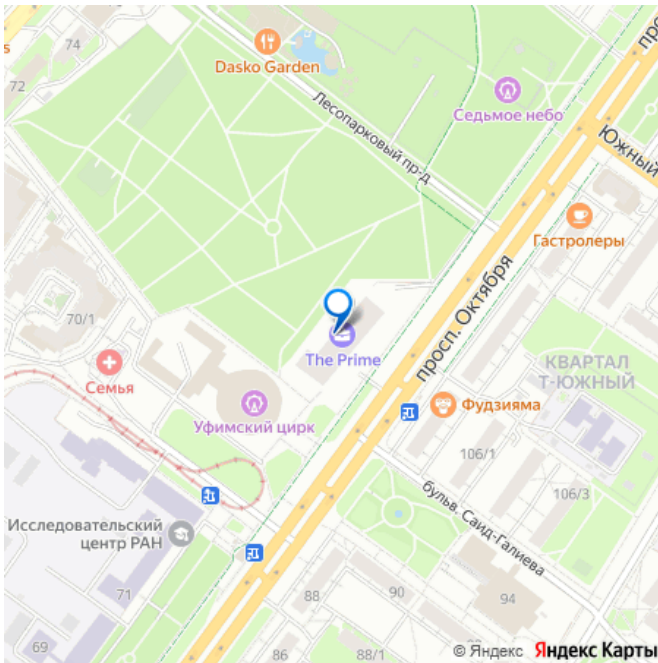 74
s
72
Dasko Garden
Лесопарковый пр-д
Седьмое небо
Южный
Гастролеры
просп. Октября
70/1
Семья
The Prime
КВАРТАЛ
Т-ЮЖНЫЙ
Уфимский цирк
Фудзияма
106/1
106/3
бульв. Саид-Галиева
Исследовательский
центр РАН
71
88
90
94
69
86
88/1
© Яндекс Яндекс Карты